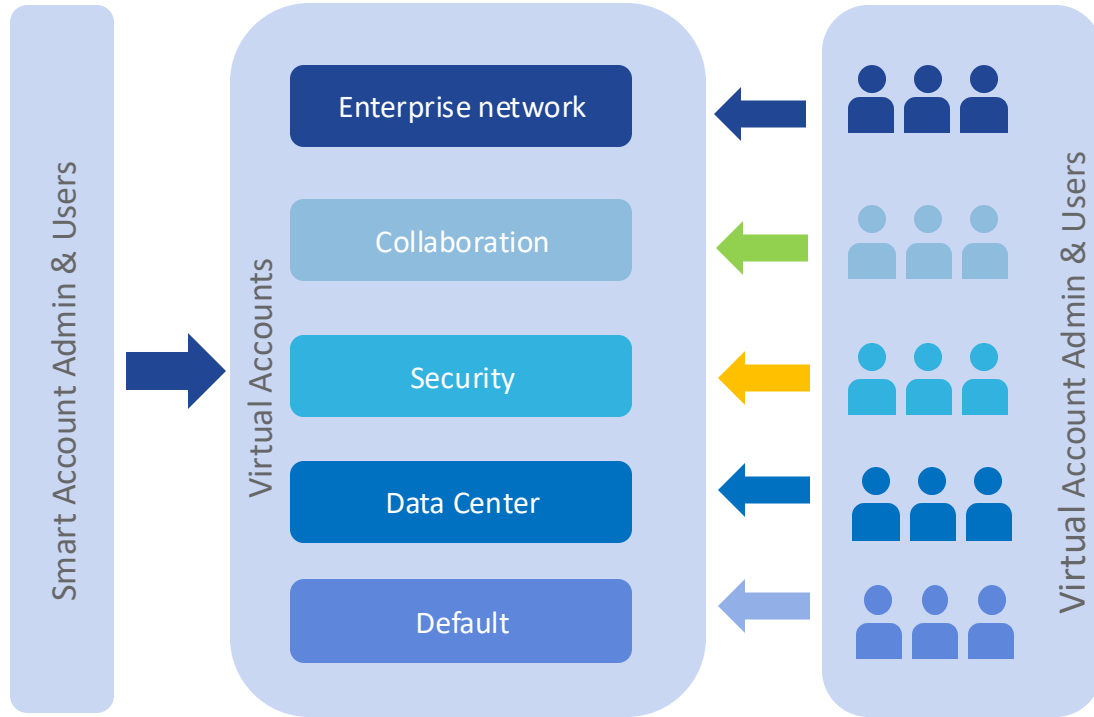 Smart Account Admin & Users
Virtual Accounts
Enterprise network
Collaboration
Security
Data Center
Default
Virtual Account Admin & Users